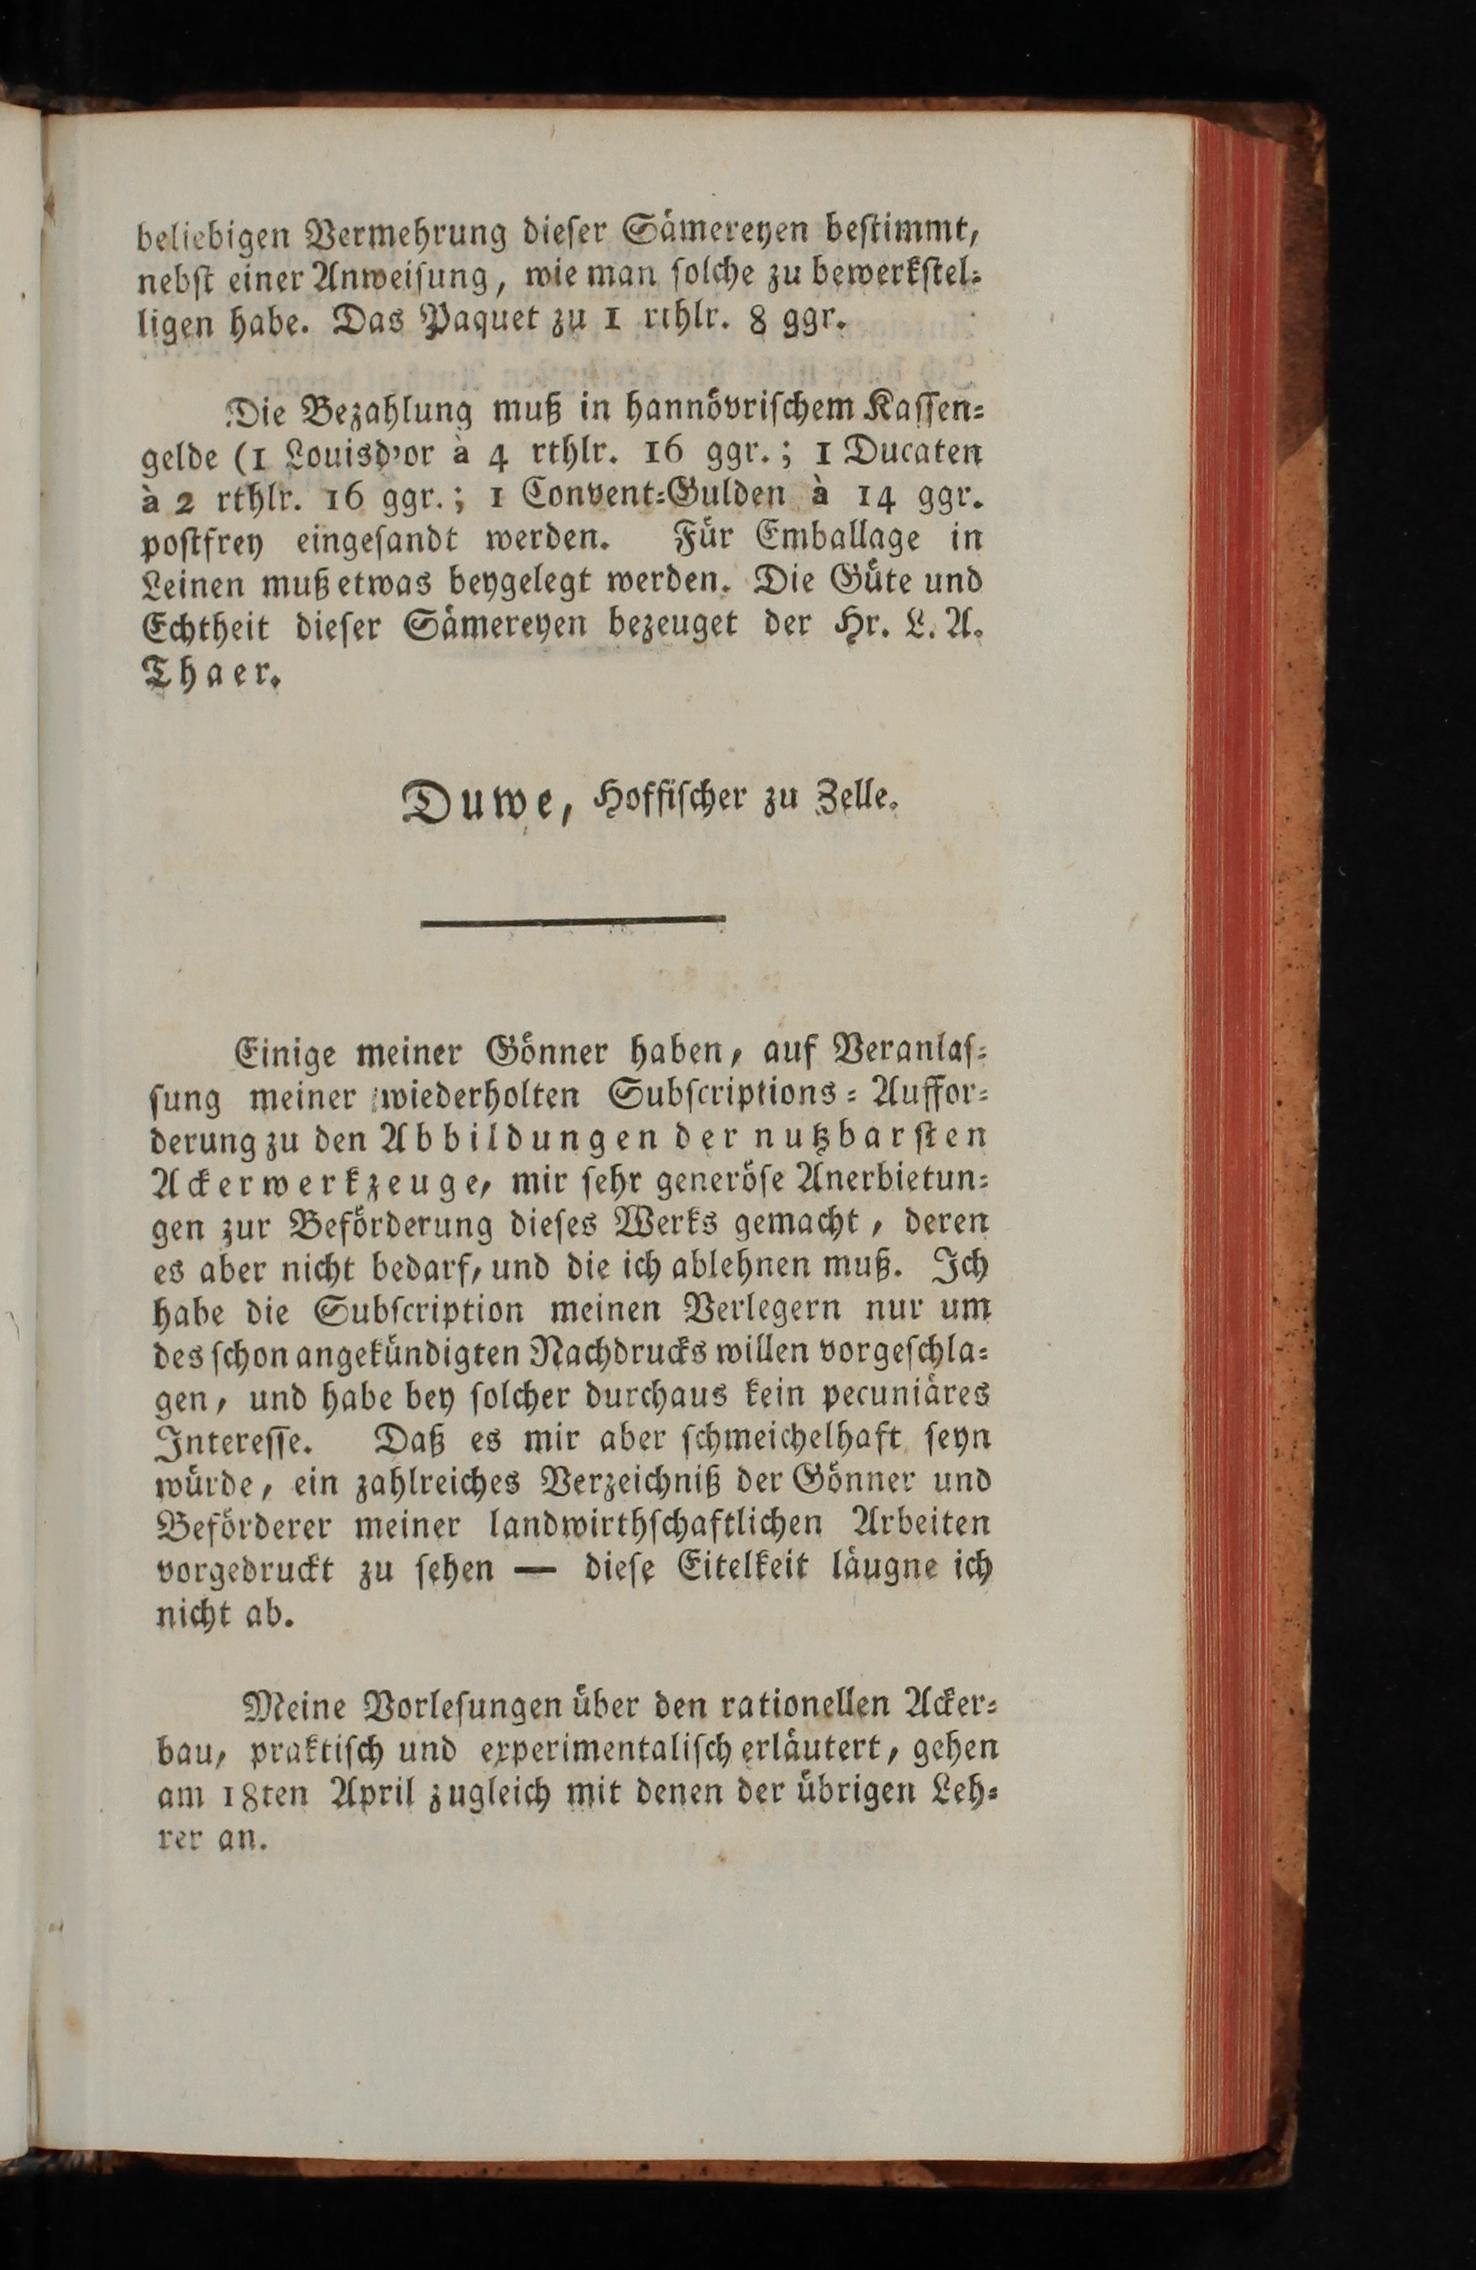 beliebigen Vermehrung dieſer Sämereyen beſtimmt,
nebſt einer Anweiſung, wie man ſolche zu bewerkſtel-
ligen habe. Das Paquet zu 1 rthlr. 8 ggr.
Die Bezahlung muß in hannövriſchem Kaſſen-
gelde (1 Louisd'or à 4 rthlr. 16 ggr.; 1 Ducaten
à 2 rthlr. 16 ggr.; 1 Convent-Gulden à 14 ggr.
poſtfrey eingeſandt werden. Für Emballage in
Leinen muß etwas beygelegt werden. Die Güte und
Echtheit dieſer Sämereyen bezeuget der Hr. L. A.
Thaer.
Duwe, Hoffiſcher zu Zelle.
Einige meiner Gönner haben, auf Veranlaſ-
ſung meiner wiederholten Subſcriptions-Auffor-
derung zu den Abbildungen der nutzbarſten
Ackerwerkzeuge, mir ſehr generöſe Anerbietun-
gen zur Beförderung dieſes Werks gemacht, deren
es aber nicht bedarf, und die ich ablehnen muß. Ich
habe die Subſcription meinen Verlegern nur um
des ſchon angekündigten Nachdrucks willen vorgeſchla-
gen, und habe bey ſolcher durchaus kein pecuniäres
Intereſſe. Daß es mir aber ſchmeichelhaft ſeyn
würde, ein zahlreiches Verzeichniß der Gönner und
Beförderer meiner landwirthſchaftlichen Arbeiten
vorgedruckt zu ſehen — dieſe Eitelkeit läugne ich
nicht ab.
Meine Vorleſungen über den rationellen Acker-
bau, praktiſch und experimentaliſch erläutert, gehen
am 18ten April zugleich mit denen der übrigen Leh-
rer an.